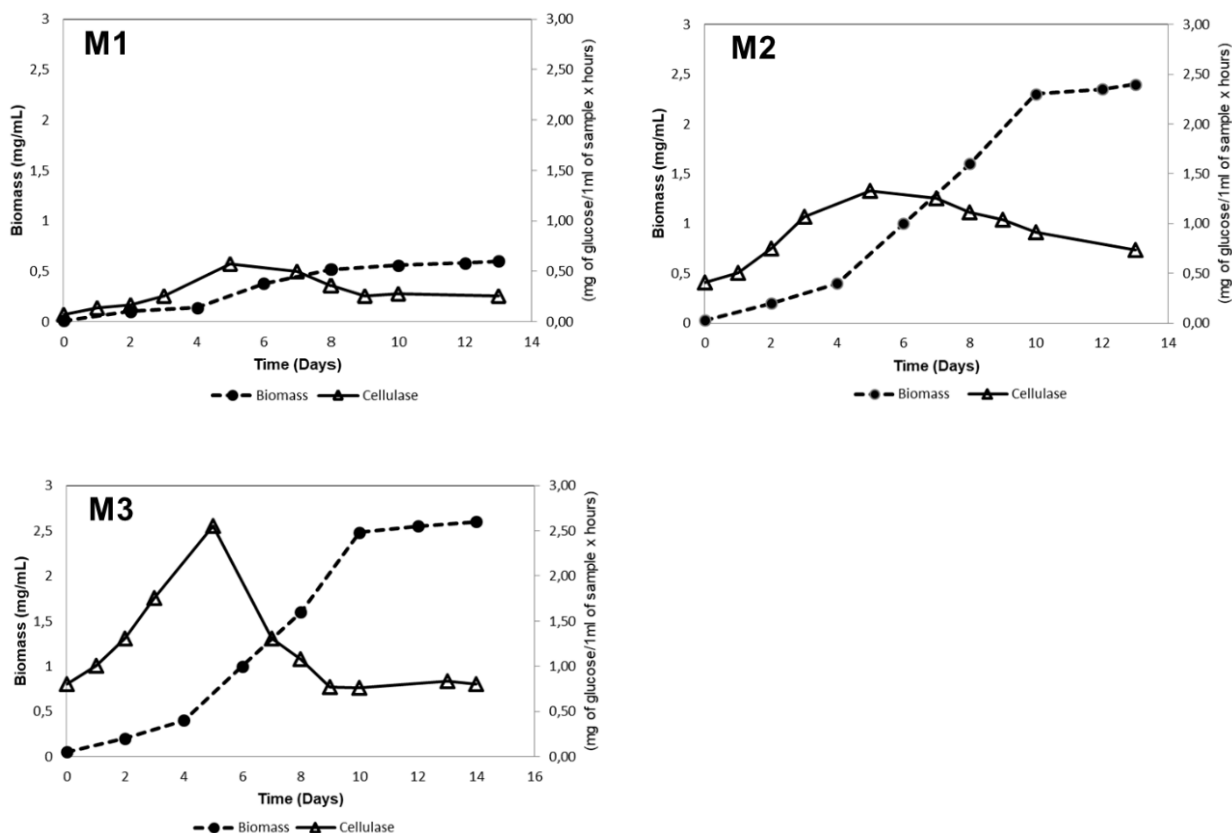 M1
Biomass (mg/mL)
3
2,5
2
1,5
1
0,5
0
3,00
2,50
2,00
1,50
1,00
0,50
0,00
(mg of glucose/1ml of sample x hours)
0 2 4 6 8 10 12 14
Time (Days)
Biomass Cellulase
M2
Biomass (mg/mL)
3
2,5
2
1,5
1
0,5
0
3,00
2,50
2,00
1,50
1,00
0,50
0,00
(mg of glucose/1ml of sample x hours)
0 2 4 6 8 10 12 14
Time (Days)
Biomass Cellulase
M3
Biomass (mg/mL)
3
2,5
2
1,5
1
0,5
0
3,00
2,50
2,00
1,50
1,00
0,50
0,00
(mg of glucose/1ml of sample x hours)
0 2 4 6 8 10 12 14 16
Time (Days)
Biomass Cellulase